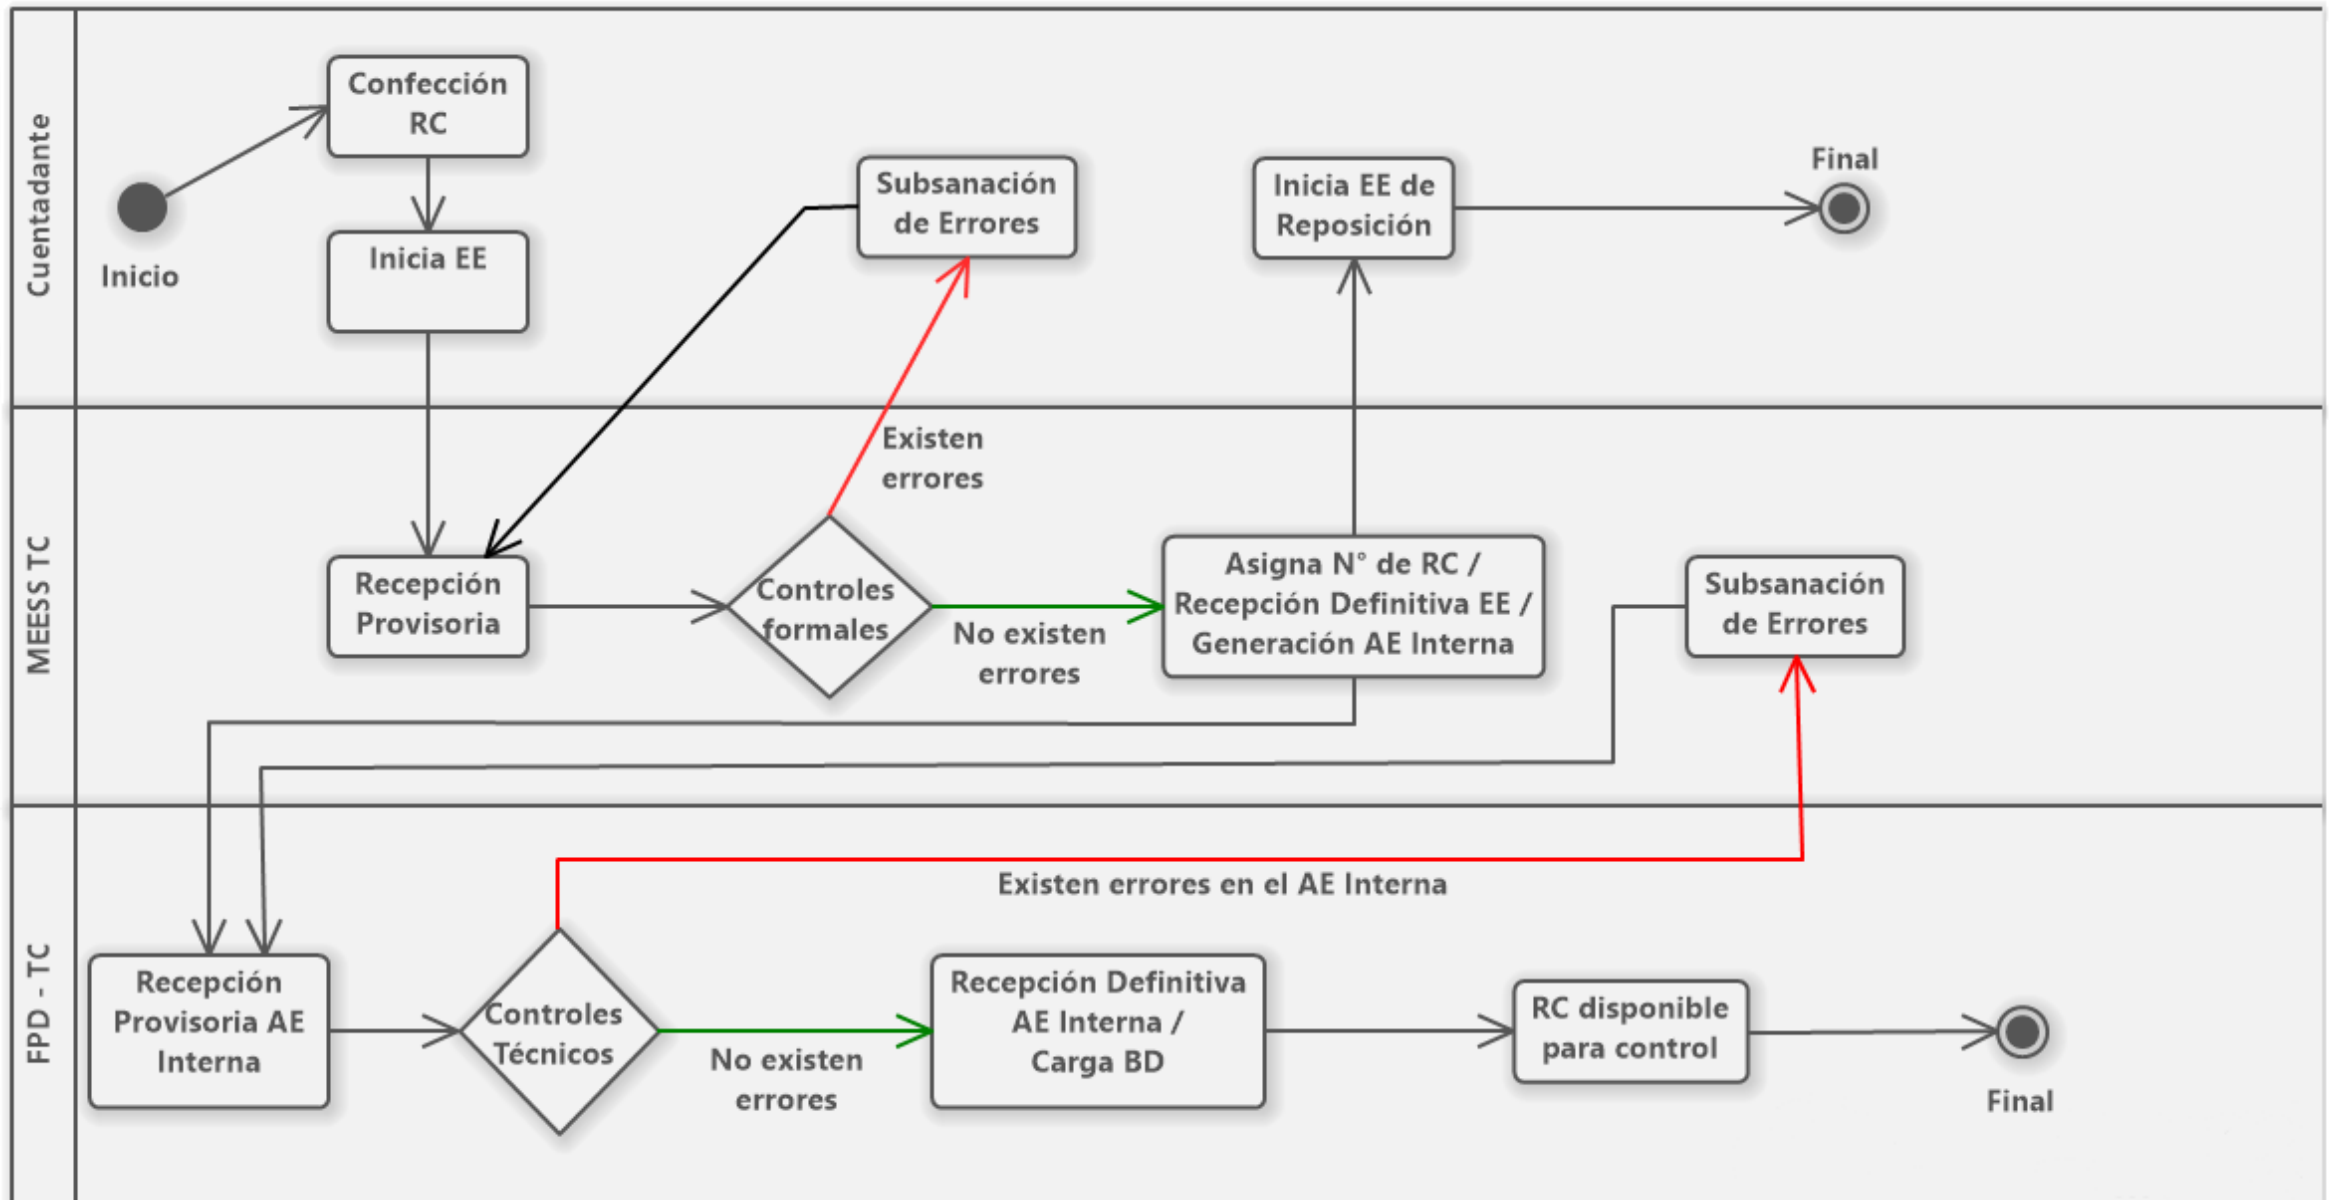 Cuentadante
Confección
RC
Inicio
Inicia EE
Subsanación
de Errores
Inicia EE de
Reposición
Final
MEESS TC
Existen
errores
Recepción
Provisoria
Controles
formales
No existen
errores
Asigna N° de RC /
Recepción Definitiva EE /
Generación AE Interna
Subsanación
de Errores
FPD - TC
Existen errores en el AE Interna
Recepción
Provisoria AE
Interna
Controles
Técnicos
No existen
errores
Recepción Definitiva
AE Interna /
Carga BD
RC disponible
para control
Final